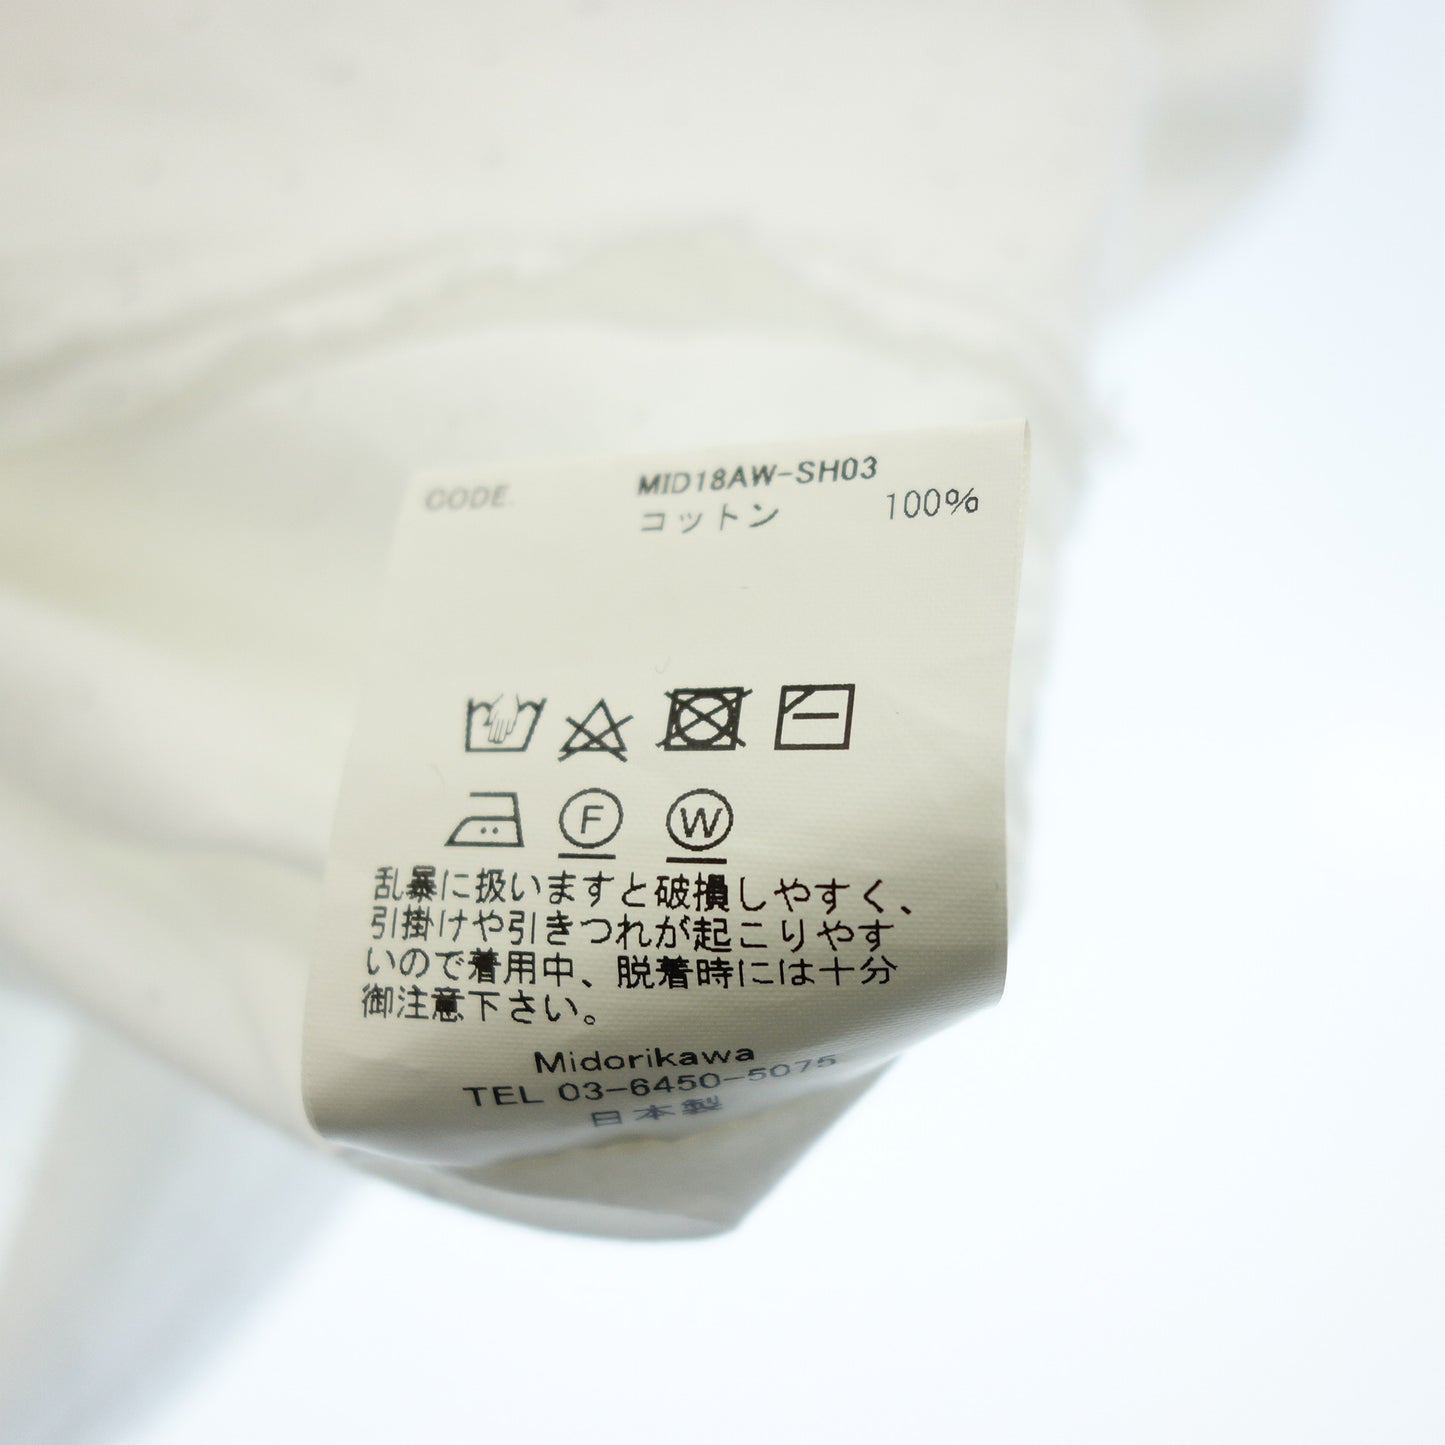 CODE. MID18AW-SH03
コットン 100%
F W
乱暴に扱いますと破損しやすく、
引掛けや引きつれが起こりやす
いので着用中、脱着時には十分
御注意下さい。
Midorikawa
TEL 03-6450-5075
日本製